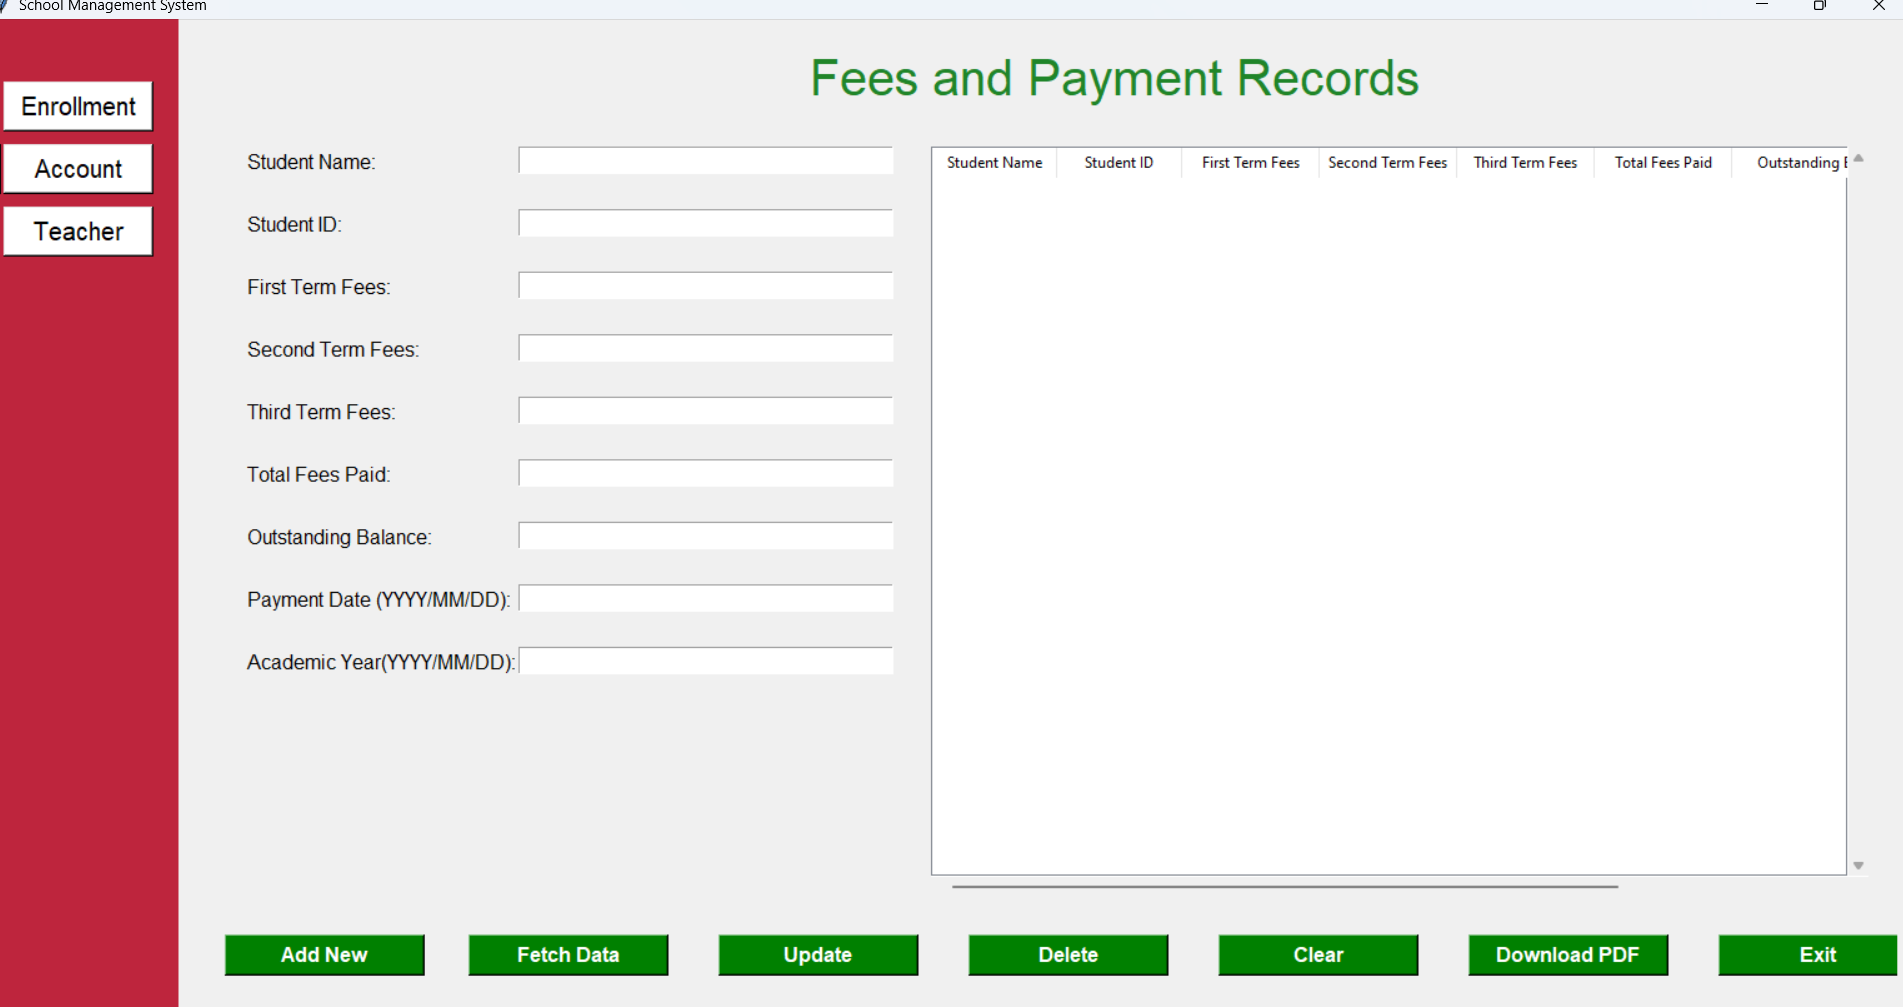 School Management System
Fees and Payment Records
Enrollment
Account
Teacher
Student Name:
Student ID:
First Term Fees:
Second Term Fees:
Third Term Fees:
Total Fees Paid:
Outstanding Balance:
Payment Date (YYYY/MM/DD):
Academic Year(YYYY/MM/DD):
Student Name Student ID First Term Fees Second Term Fees Third Term Fees Total Fees Paid Outstanding
Add New Fetch Data Update Delete Clear Download PDF Exit